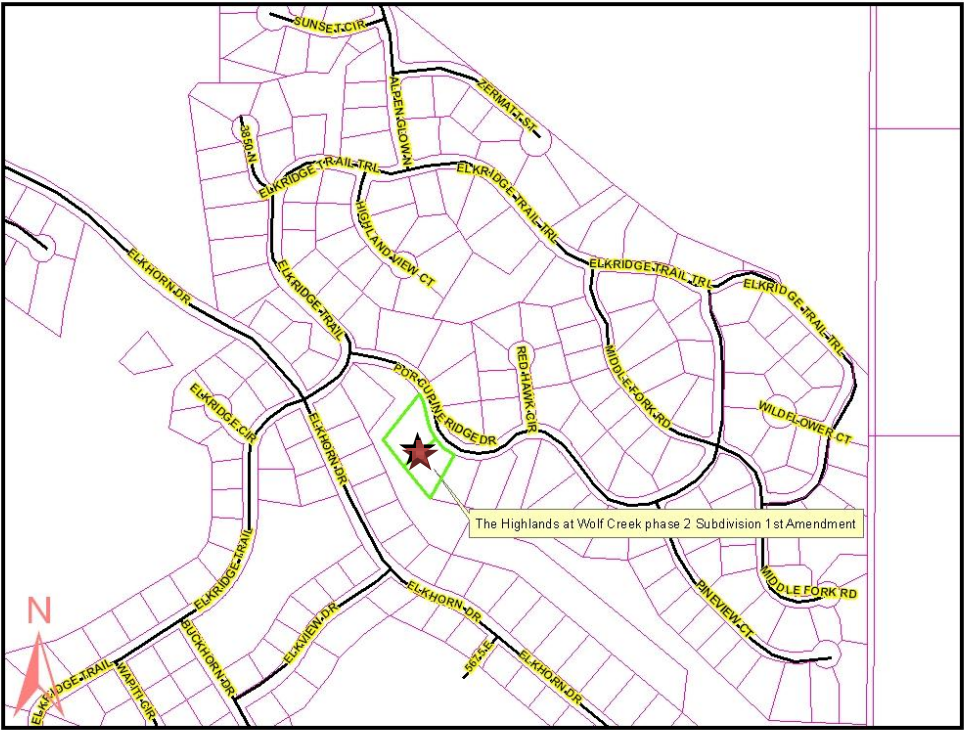 SUNSET CIR
ZERMATT ST
ALPEN GLOW N
3850 N
ELKRIDGE TRAIL TRL
ELKRIDGE TRAIL TRL
HIGHLAND VIEW CT
ELKHORN DR
ELKRIDGE TRAIL
ELKRIDGE TRAIL TRL
ELKRIDGE TRAIL TRL
RED HAWK CIR
MIDDLE FORK RD
PORCUPINE RIDGE DR
ELKRIDGE CIR
ELKHORN DR
WILDFLOWER CT
The Highlands at Wolf Creek phase 2 Subdivision 1st Amendment
ELKRIDGE TRAIL
ELKHORN DR
MIDDLE FORK RD
PINEVIEW CT
N
BUCKHORN DR
ELKVIEW DR
5675 E
ELKHORN DR
ELKRIDGE TRAIL
WAPITI CIR